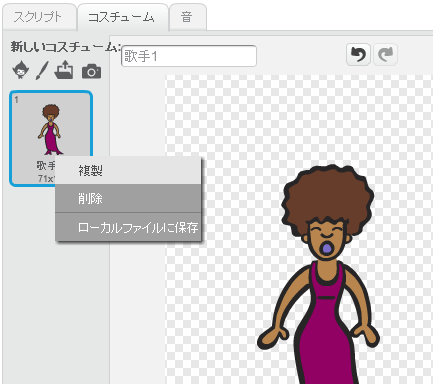 スクリプト
コスチューム
音
新しいコスチューム:
歌手1
1
歌手
複製
削除
ローカルファイルに保存